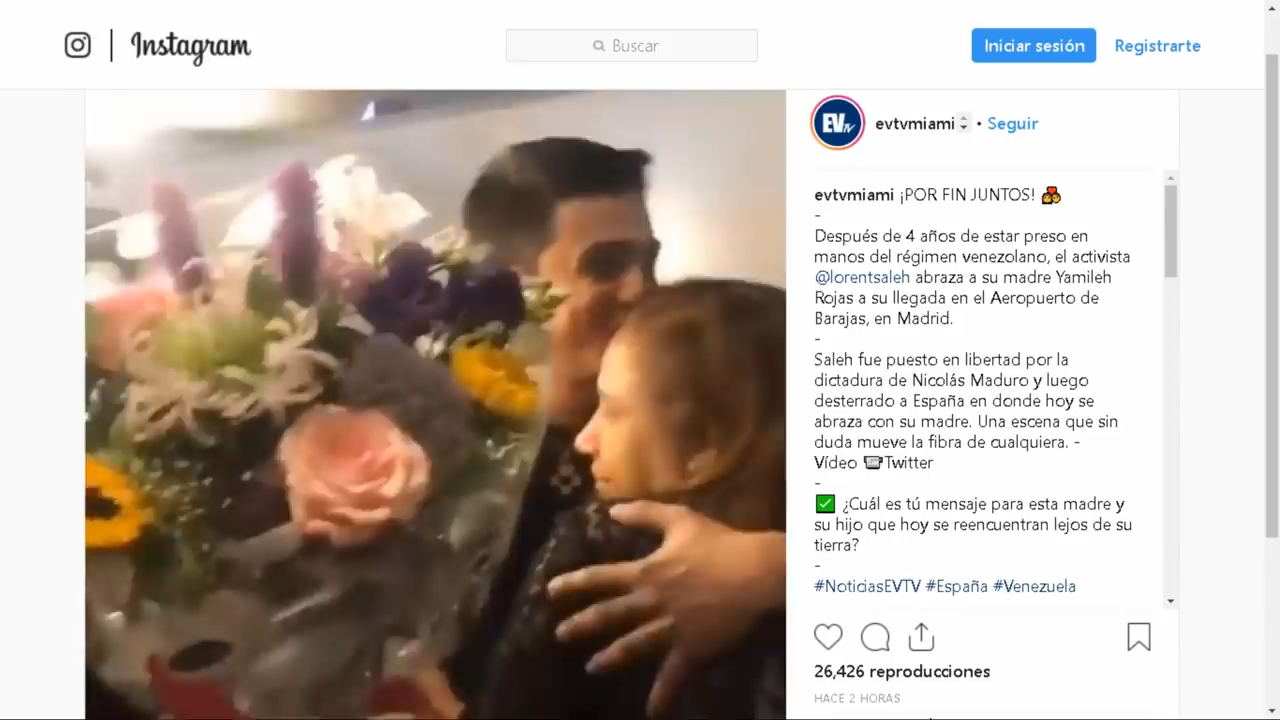 Instagram
Buscar
Iniciar sesión
Registrarte
EVtv
evtvmiami • Seguir
evtvmiami ¡POR FIN JUNTOS!
-
Después de 4 años de estar preso en
manos del régimen venezolano, el activista
@lorentsaleh abraza a su madre Yamileh
Rojas a su llegada en el Aeropuerto de
Barajas, en Madrid.
-
Saleh fue puesto en libertad por la
dictadura de Nicolás Maduro y luego
desterrado a España en donde hoy se
abraza con su madre. Una escena que sin
duda mueve la fibra de cualquiera. -
Vídeo Twitter
-
¿Cuál es tú mensaje para esta madre y
su hijo que hoy se reencuentran lejos de su
tierra?
-
#NoticiasEVTV #España #Venezuela
26,426 reproducciones
HACE 2 HORAS